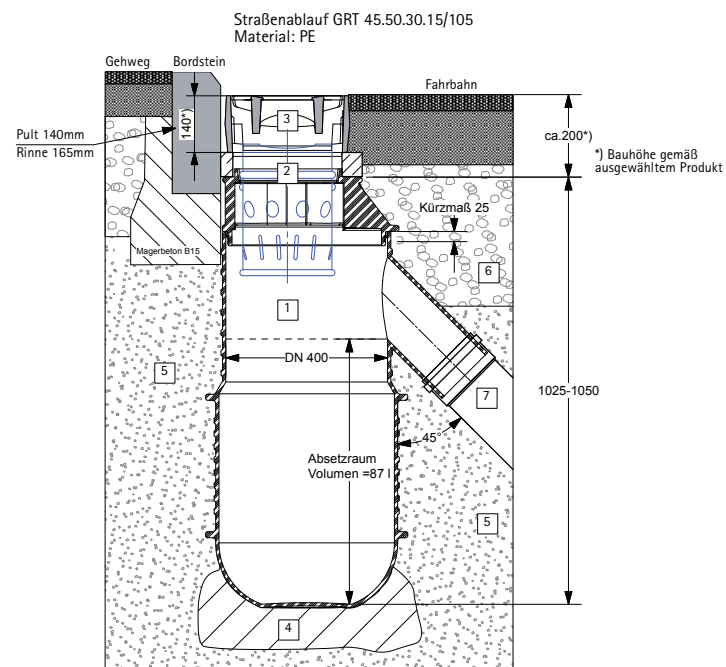 Straßenablauf GRT 45.50.30.15/105
Material: PE
Gehweg
Bordstein
Fahrbahn
3
140*)
ca.200*)
Pult 140mm
Rinne 165mm
*) Bauhöhe gemäß
ausgewähltem Produkt
2
Kürzmaß 25
Magerbeton B15
6
1
DN 400
5
7
1025-1050
45°
Absetzraum
Volumen =87 l
5
4